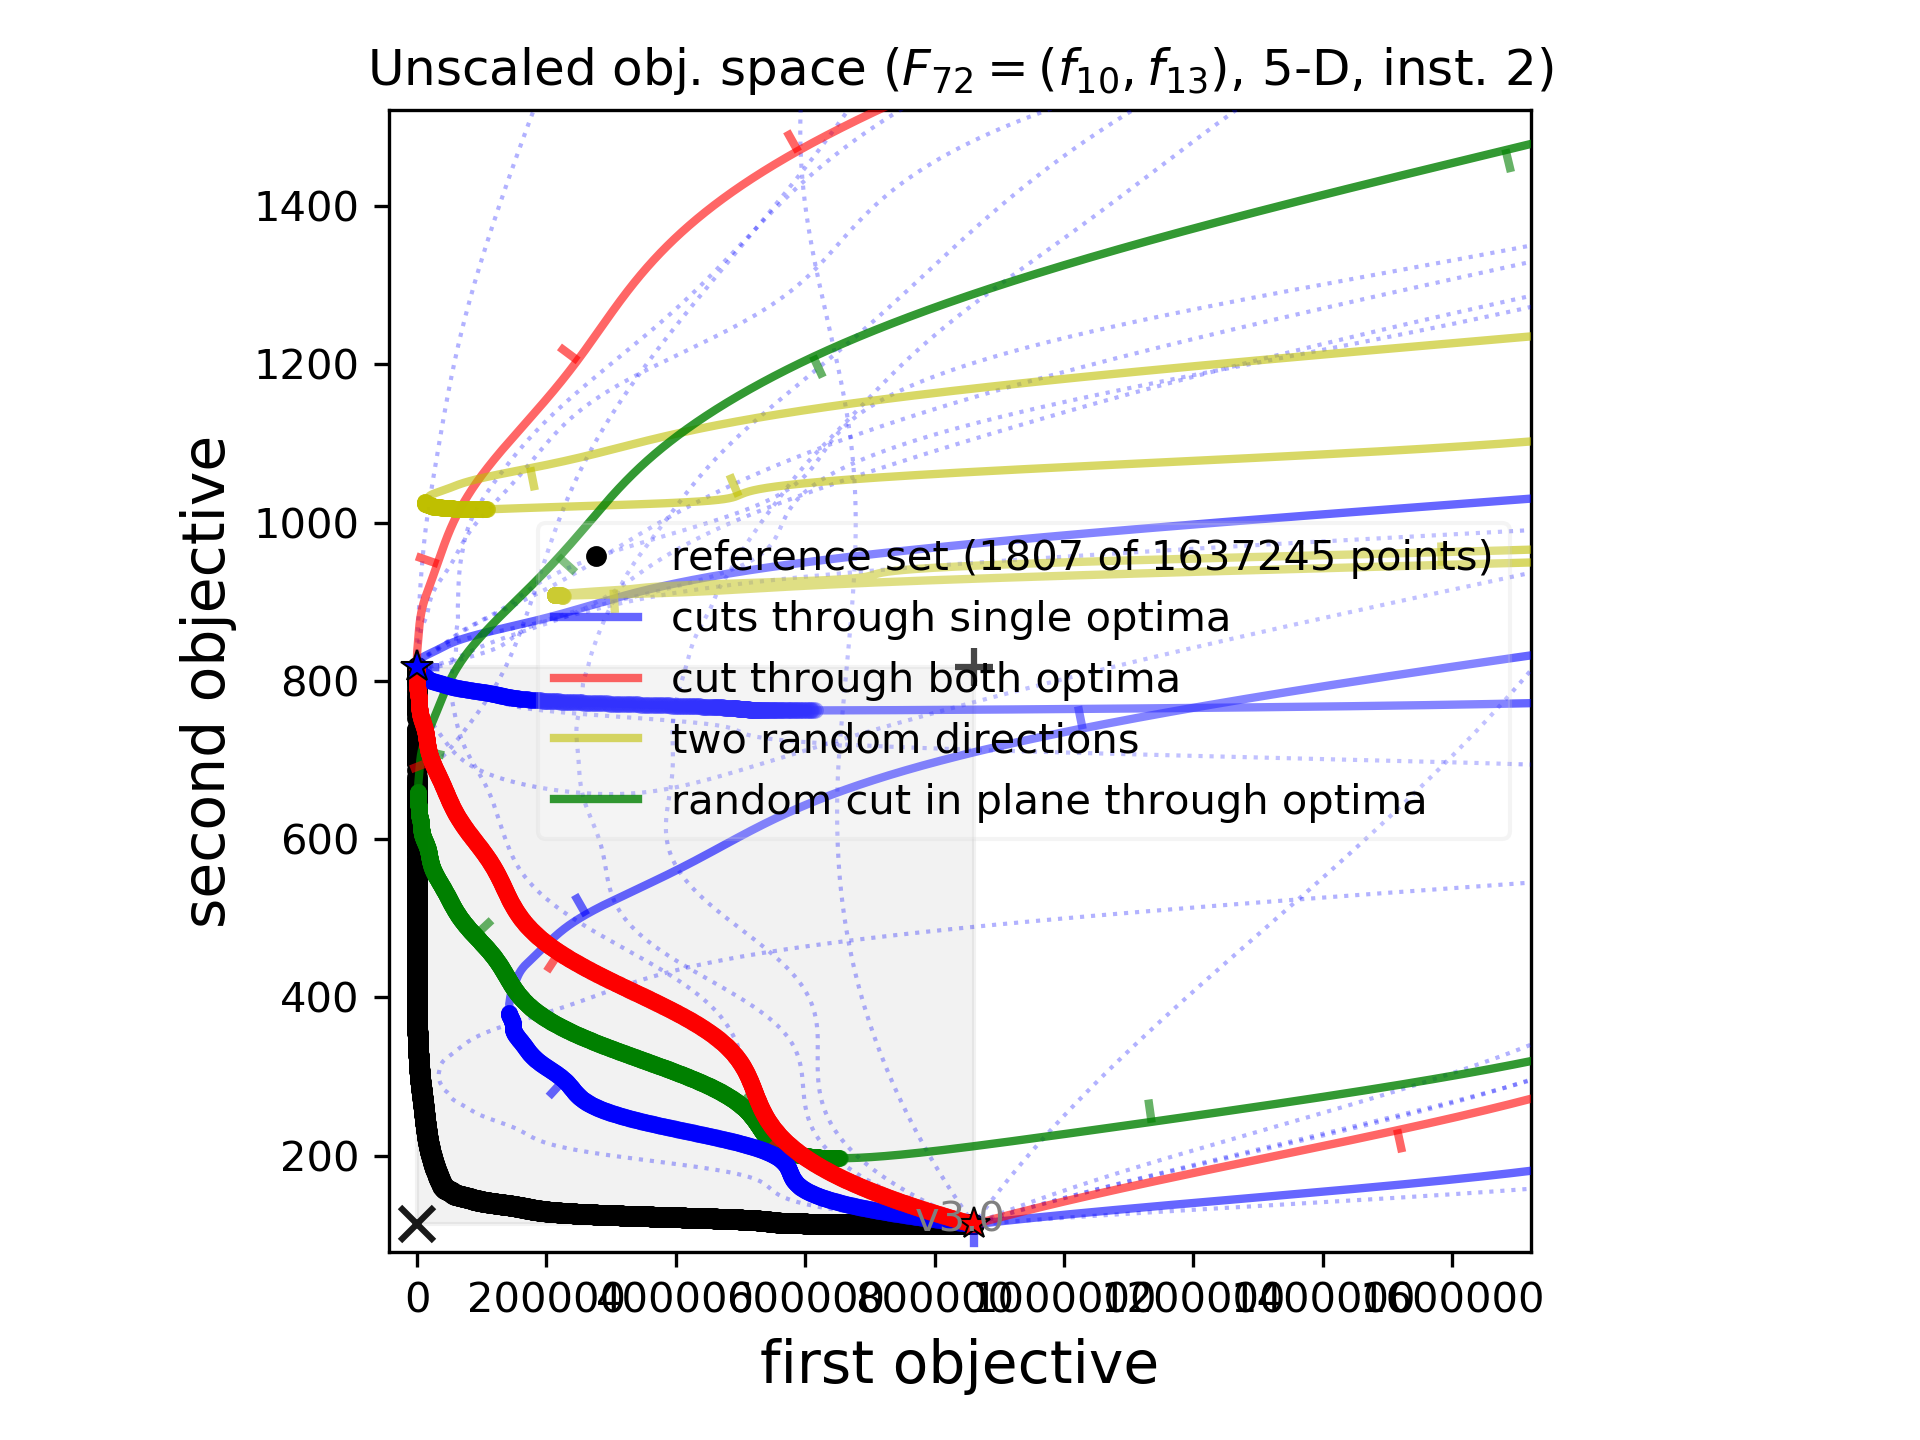 Unscaled obj. space (F72 = (f10, f13), 5-D, inst. 2)
1400
1200
1000
800
600
400
200
second objective
reference set (1807 of 1637245 points)
cuts through single optima
cut through both optima
two random directions
random cut in plane through optima
v3.0
0 200000 400000 600000 800000 1000000 1200000 1400000 1600000
first objective